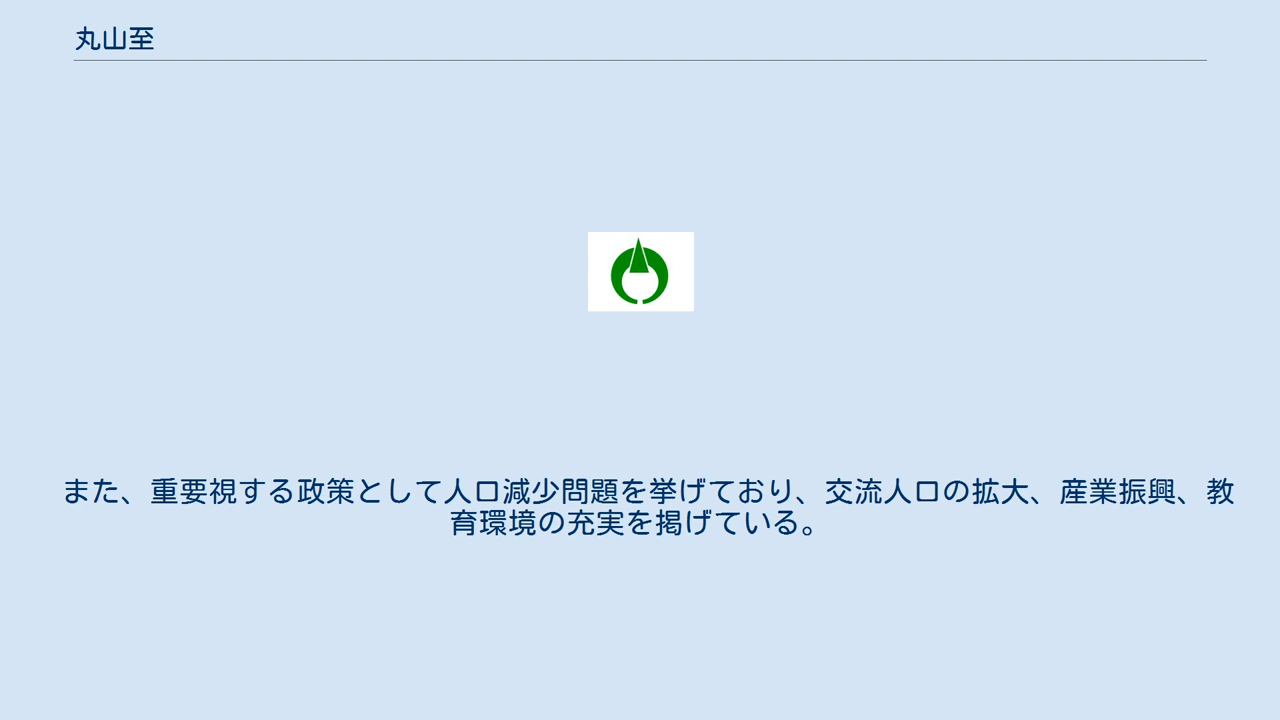 丸山至
また、重要視する政策として人口減少問題を挙げており、交流人口の拡大、産業振興、教
育環境の充実を掲げている。